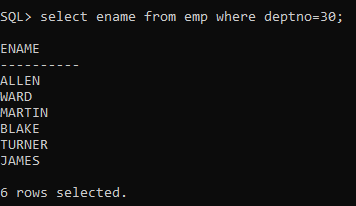 SQL> select ename from emp where deptno=30;
ENAME
----------
ALLEN
WARD
MARTIN
BLAKE
TURNER
JAMES
6 rows selected.